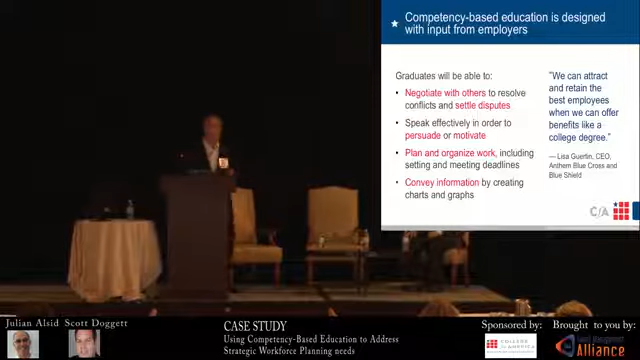 Competency-based education is designed
with input from employers
Graduates will be able to:
• Negotiate with others to resolve
conflicts and settle disputes
• Speak effectively in order to
persuade or motivate
• Plan and organize work, including
setting and meeting deadlines
• Convey information by creating
charts and graphs
"We can attract
and retain the
best employees
when we can offer
benefits like a
college degree."
— Lisa Guertin, CEO,
Anthem Blue Cross and
Blue Shield
C/A
Julian Alsid Scott Doggett
CASE STUDY
Using Competency-Based Education to Address
Strategic Workforce Planning needs
Sponsored by:
COLLEGE
for AMERICA
Brought to you by:
Talent Management
Alliance